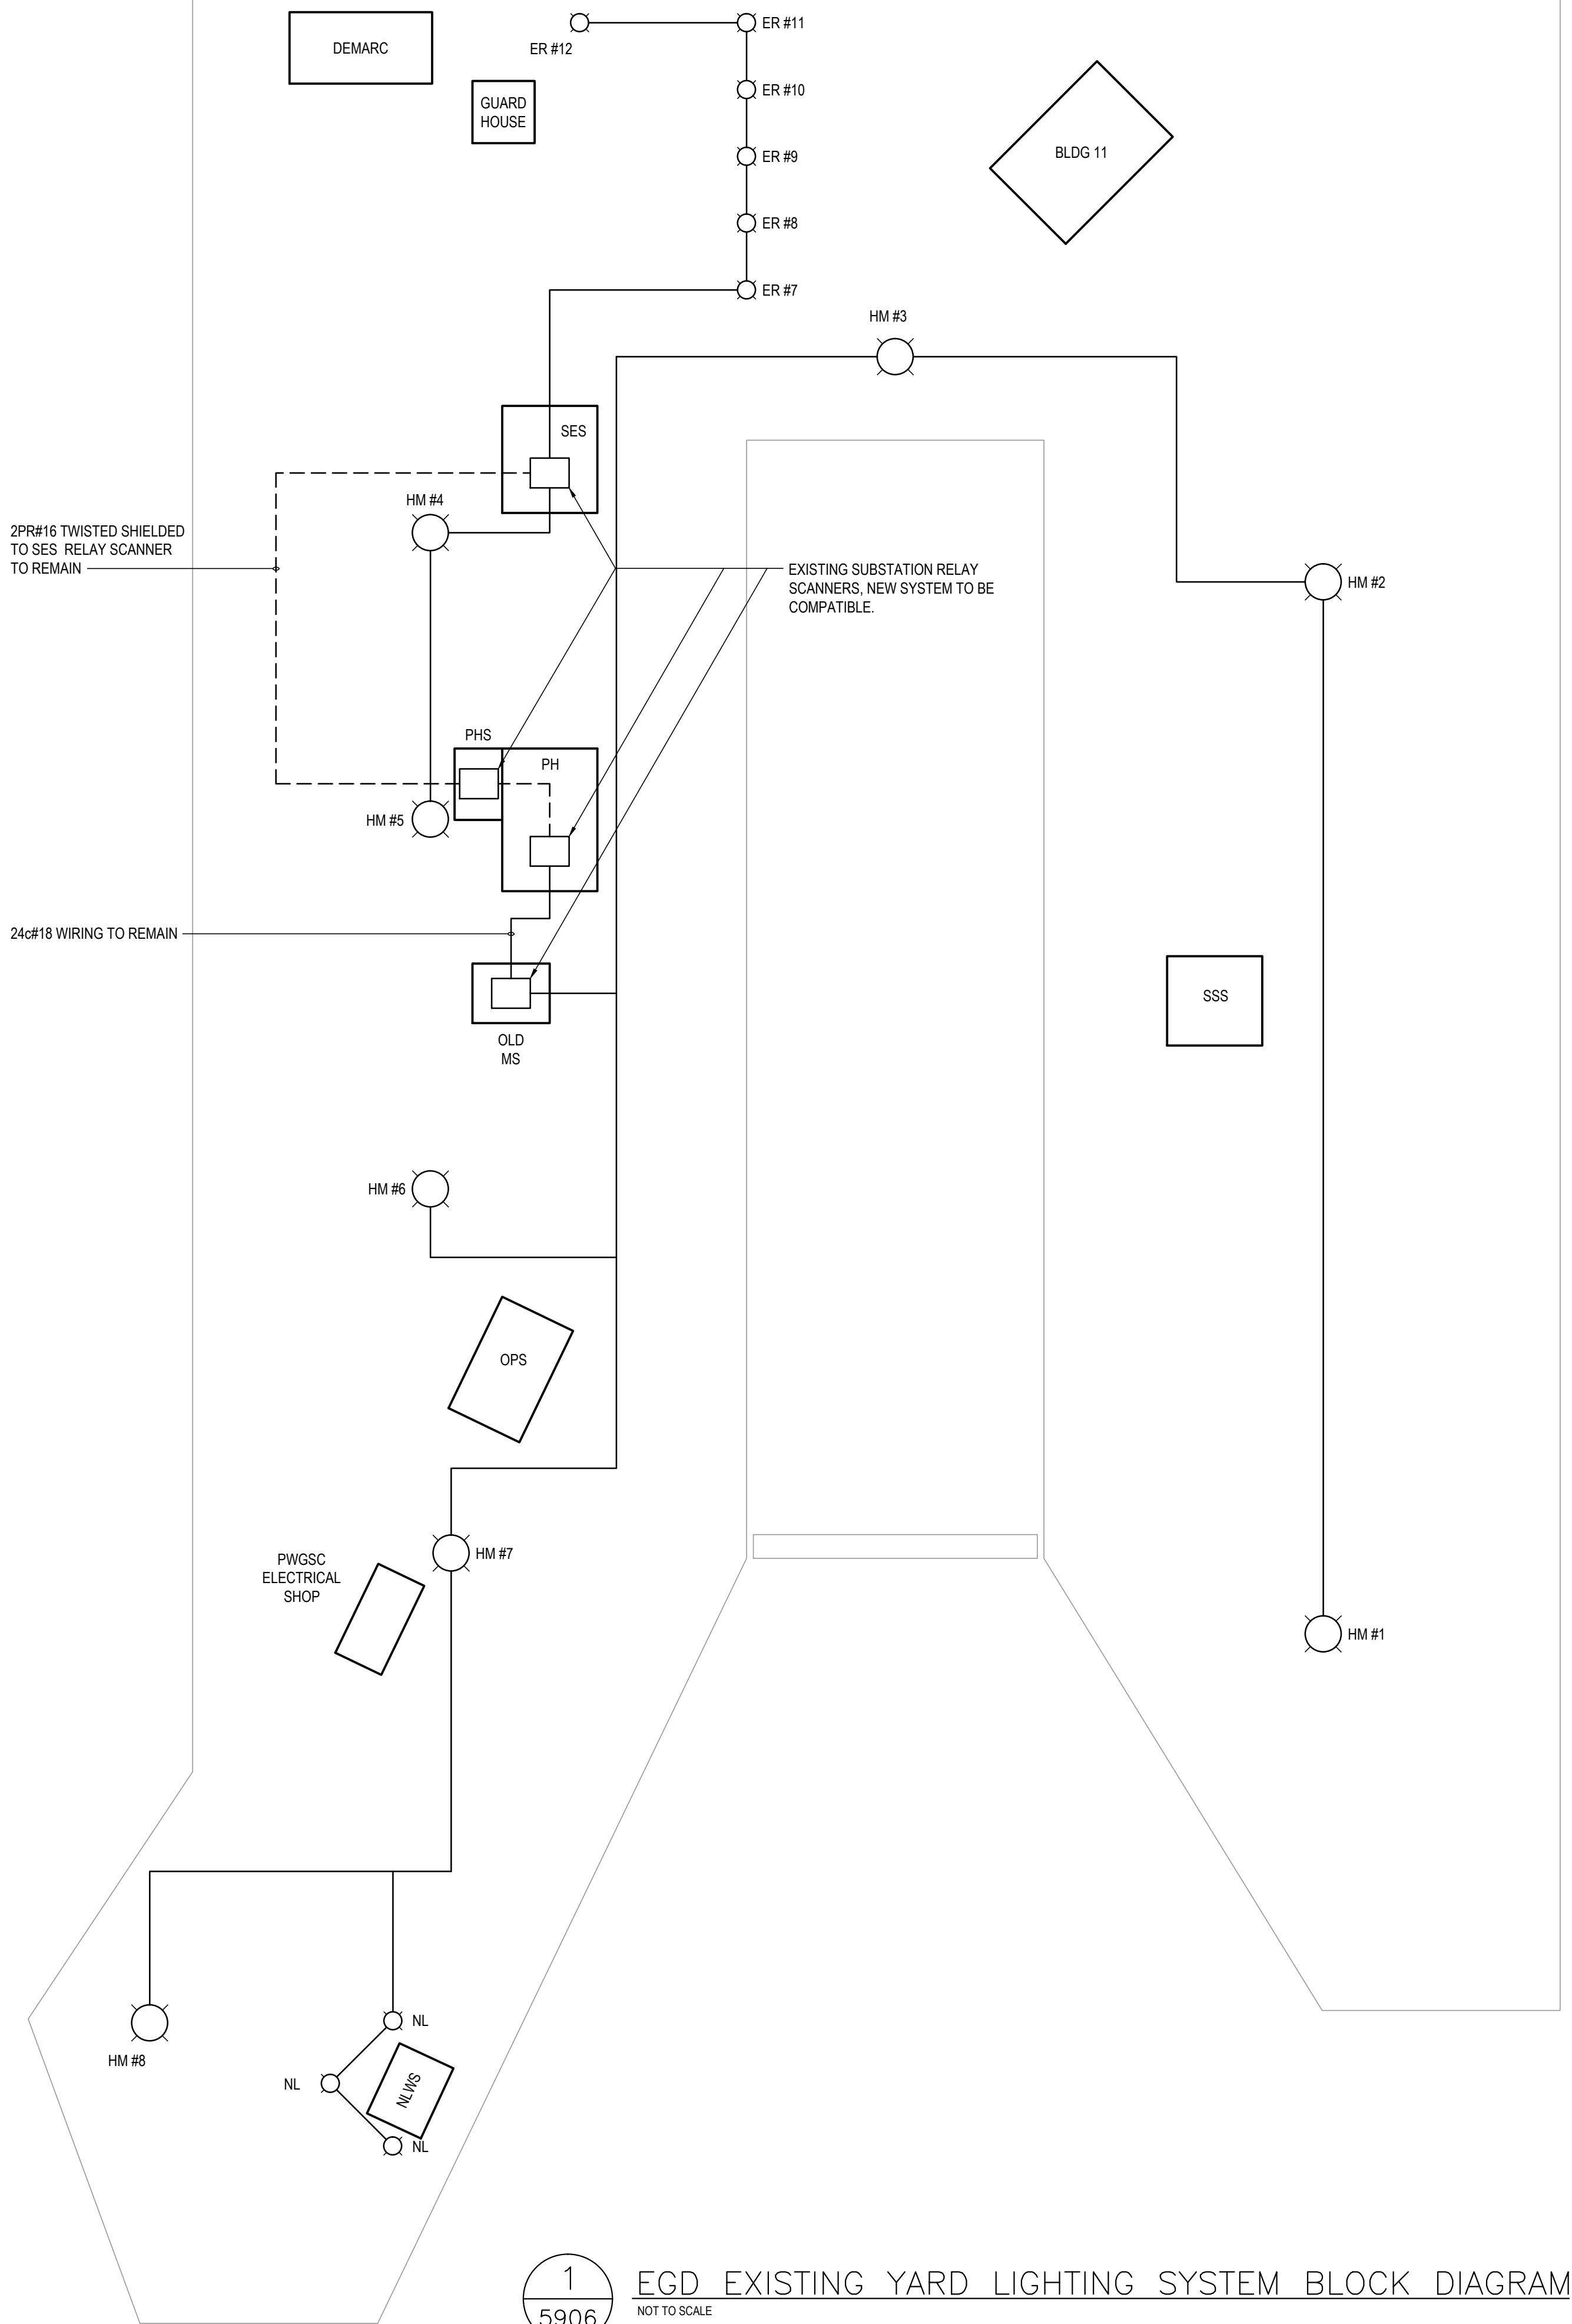 DEMARC
ER #12
ER #11
GUARD
HOUSE
ER #10
BLDG 11
ER #9
ER #8
ER #7
HM #3
SES
HM #4
2PR#16 TWISTED SHIELDED
TO SES RELAY SCANNER
TO REMAIN
EXISTING SUBSTATION RELAY
SCANNERS, NEW SYSTEM TO BE
COMPATIBLE.
HM #2
PHS
PH
HM #5
24c#18 WIRING TO REMAIN
SSS
OLD
MS
HM #6
OPS
HM #7
PWGSC
ELECTRICAL
SHOP
HM #1
NL
HM #8
NL
NLWS
NL
1
5906
EGD EXISTING YARD LIGHTING SYSTEM BLOCK DIAGRAM
NOT TO SCALE